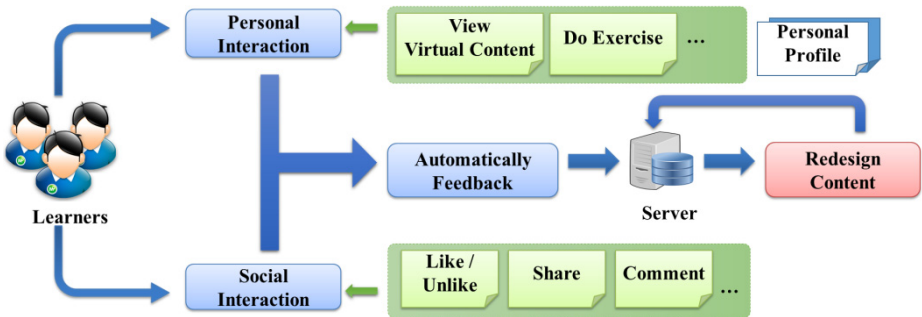 Personal
Interaction
View
Virtual Content
Do Exercise
...
Personal
Profile
Learners
Automatically
Feedback
Server
Redesign
Content
Social
Interaction
Like /
Unlike
Share
Comment
...